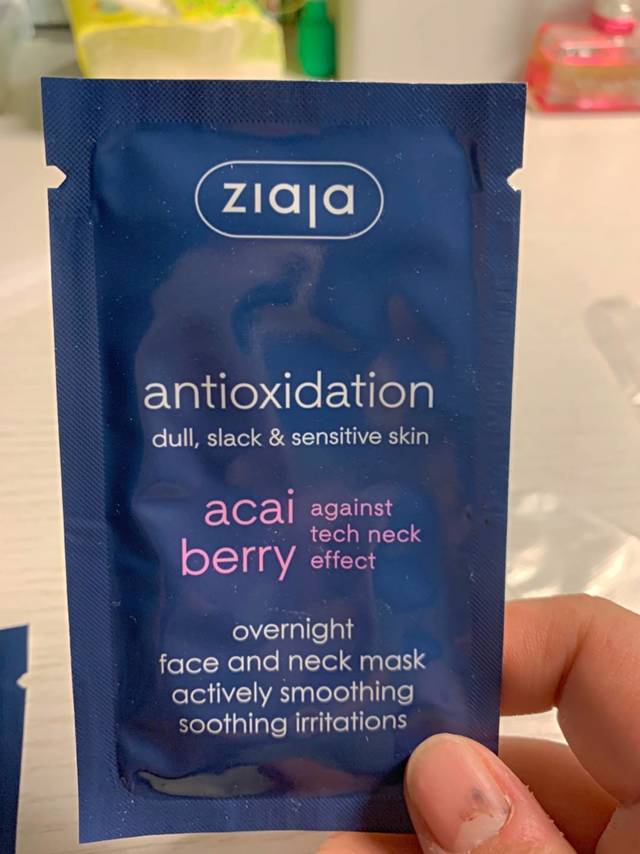 ziaja
antioxidation
dull, slack & sensitive skin
acai berry
against
tech neck
effect
overnight
face and neck mask
actively smoothing
soothing irritations